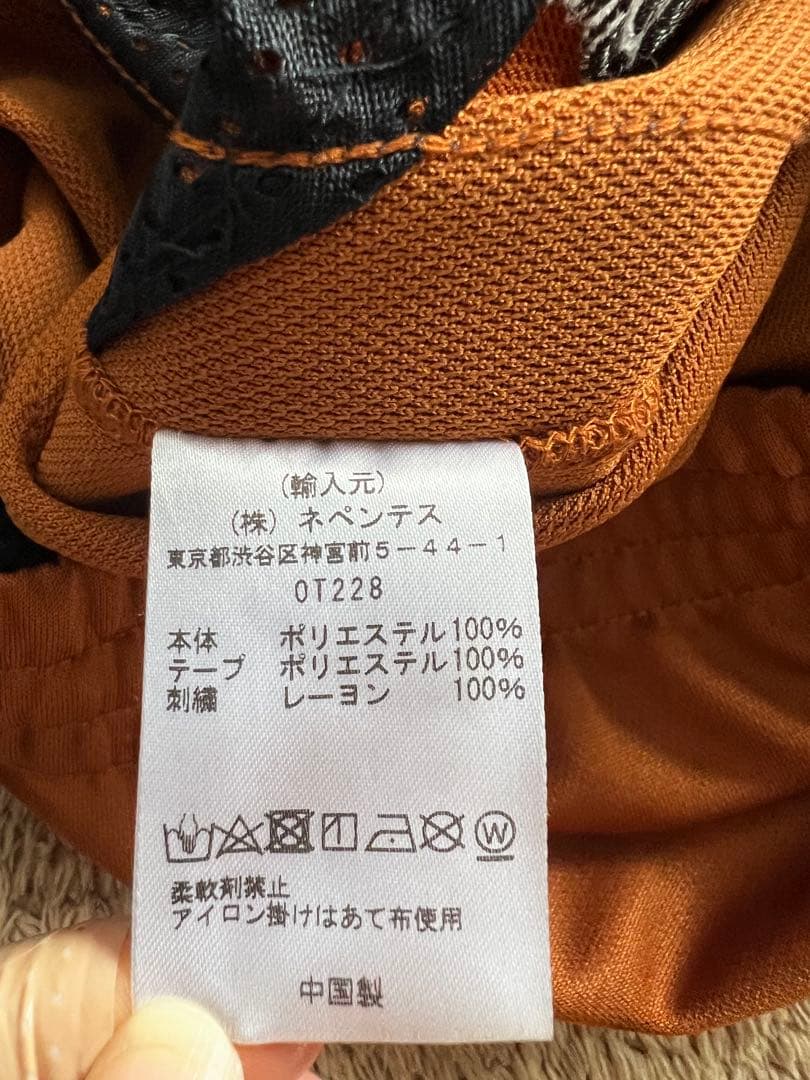 (輸入元)
(株) ネペンテス
東京都渋谷区神宮前5-44-1
OT228
本体 ポリエステル100%
テープ ポリエステル100%
刺繍 レーヨン 100%
W
柔軟剤禁止
アイロン掛けはあて布使用
中国製